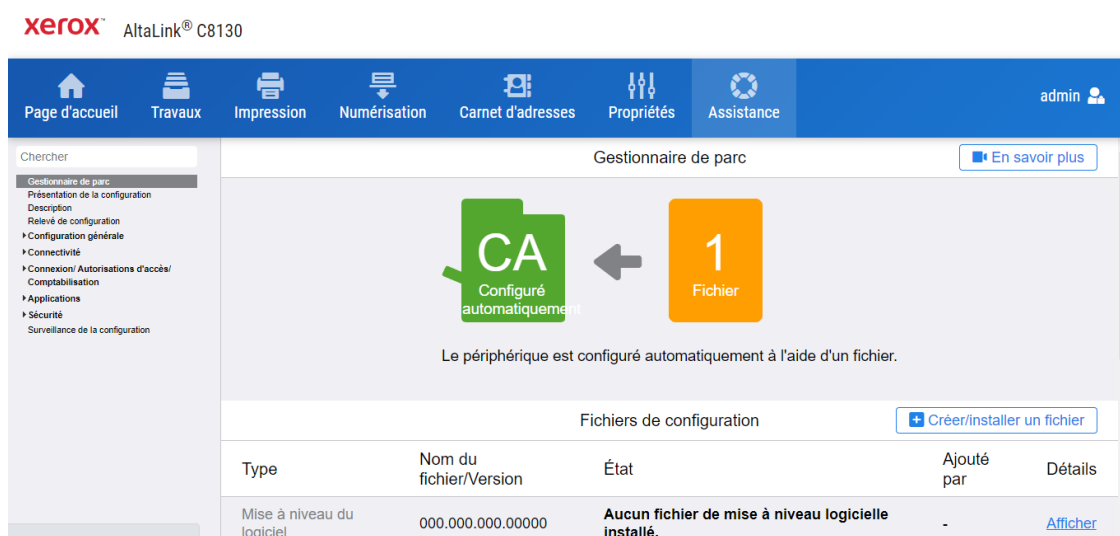 xerox™ AltaLink® C8130
Page d'accueil Travaux Impression Numérisation Carnet d'adresses Propriétés Assistance admin
Chercher
Gestionnaire de parc
Présentation de la configuration
Description
Relevé de configuration
Configuration générale
Connectivité
Connexion/ Autorisations d'accès/
Comptabilisation
Applications
Sécurité
Surveillance de la configuration
Gestionnaire de parc En savoir plus
CA
Configuré
automatiquement
1
Fichier
Le périphérique est configuré automatiquement à l'aide d'un fichier.
Fichiers de configuration Créer/installer un fichier
Type Nom du fichier/Version État Ajouté par Détails
Mise à niveau du logiciel 000.000.000.00000 Aucun fichier de mise à niveau logicielle installé. - Afficher